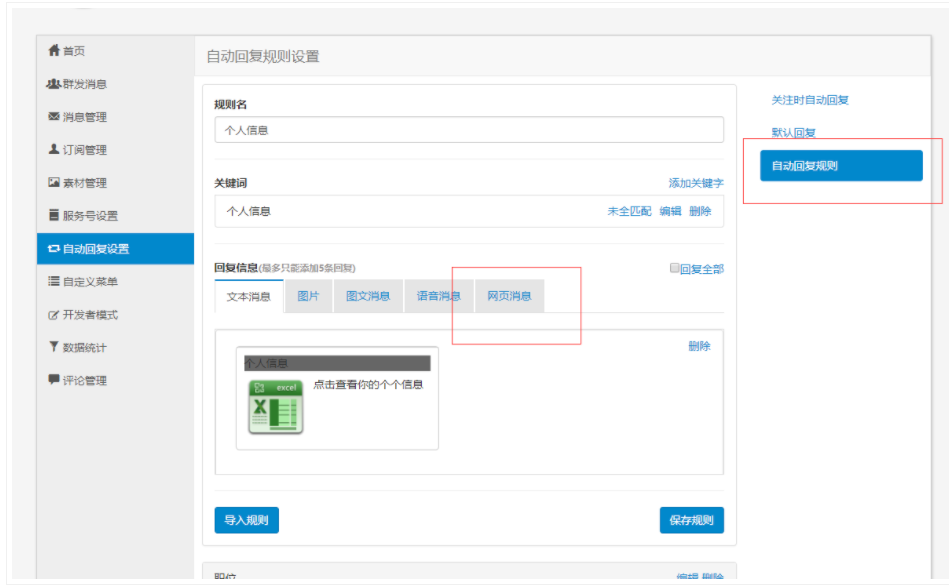 首页
群发消息
消息管理
订阅管理
素材管理
服务号设置
自动回复设置
自定义菜单
开发者模式
数据统计
评论管理
自动回复规则设置
规则名
个人信息
关键词 添加关键字
个人信息 未全匹配 编辑 删除
回复信息(最多只能添加5条回复) 回复全部
文本消息 图片 图文消息 语音消息 网页消息
删除
个人信息
excel
点击查看你的个个信息
导入规则 保存规则
职位 编辑 删除
关注时自动回复
默认回复
自动回复规则